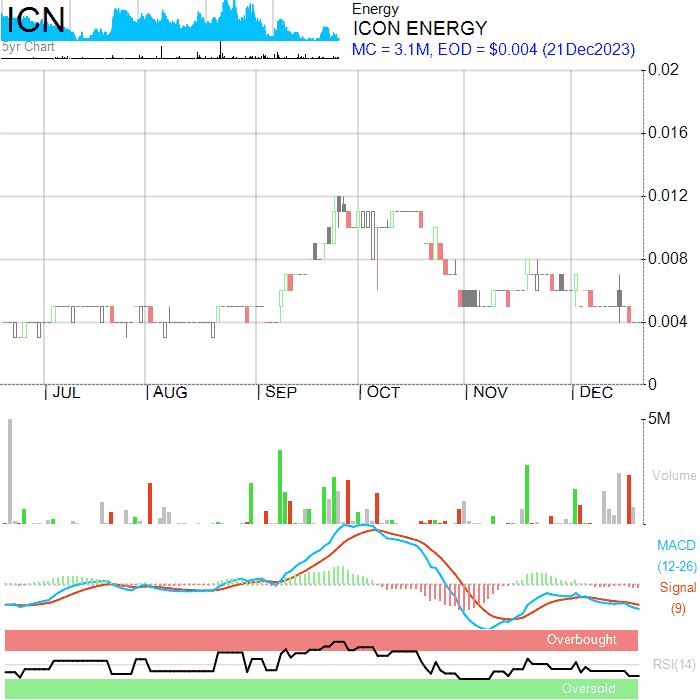 ICN
5yr Chart
Energy
ICON ENERGY
MC = 3.1M, EOD = $0.004 (21Dec2023)
0.02
0.016
0.012
0.008
0.004
0
JUL AUG SEP OCT NOV DEC
5M
Volume
MACD
(12-26)
Signal
(9)
Overbought
RSI(14)
Oversold